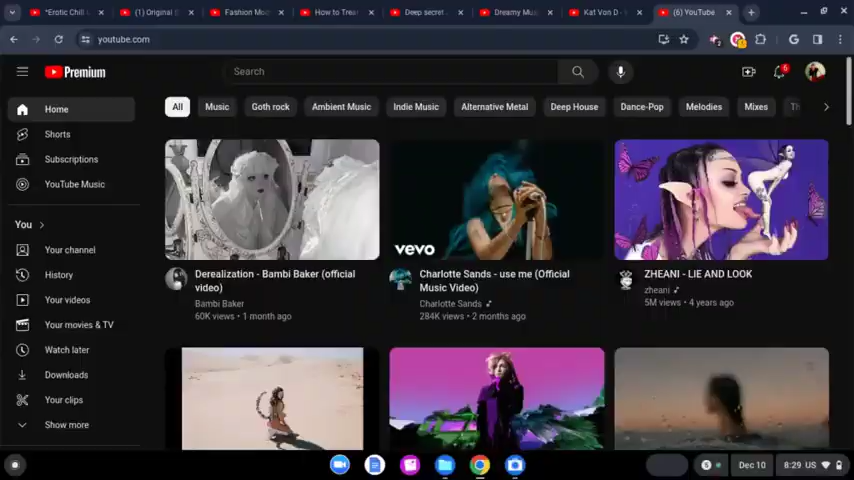 *Erotic Chill
(1) Original
Fashion Mo
How to Trea
Deep secret
Dreamy Mus
Kat Von D -
(6) YouTube
youtube.com
Premium
Search
6
Home
Shorts
Subscriptions
YouTube Music
You
Your channel
History
Your videos
Your movies & TV
Watch later
Downloads
Your clips
Show more
All
Music
Goth rock
Ambient Music
Indie Music
Alternative Metal
Deep House
Dance-Pop
Melodies
Mixes
vevo
Derealization - Bambi Baker (official
video)
Bambi Baker
60K views • 1 month ago
Charlotte Sands - use me (Official
Music Video)
Charlotte Sands
284K views • 2 months ago
ZHEANI - LIE AND LOOK
zheani
5M views • 4 years ago
Dec 10
8:29 US